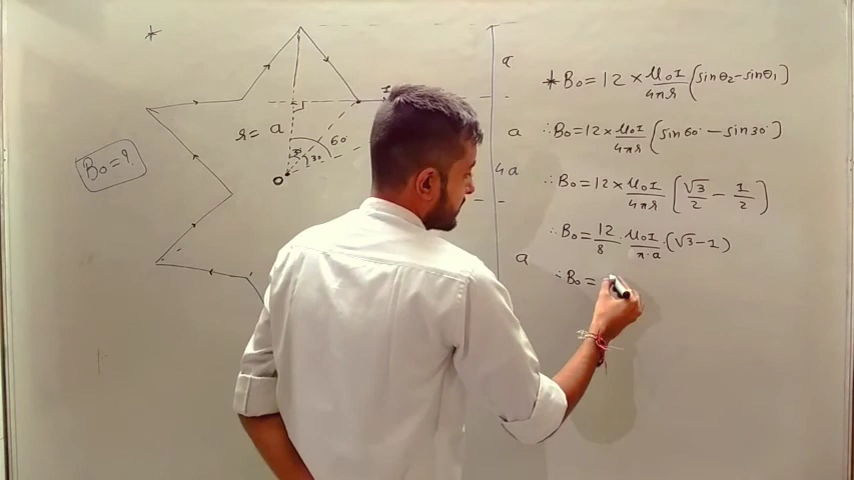 *
B₀ = ?
r = a
60°
30°
O
I
a
a
4a
a
* B₀ = 12 × μ₀I/4πr (sinθ₂ - sinθ₁)
∴ B₀ = 12 × μ₀I/4πr (sin 60° - sin 30°)
∴ B₀ = 12 × μ₀I/4πr (√3/2 - 1/2)
∴ B₀ = 12/8 · μ₀I/π·a · (√3 - 1)
∴ B₀ =